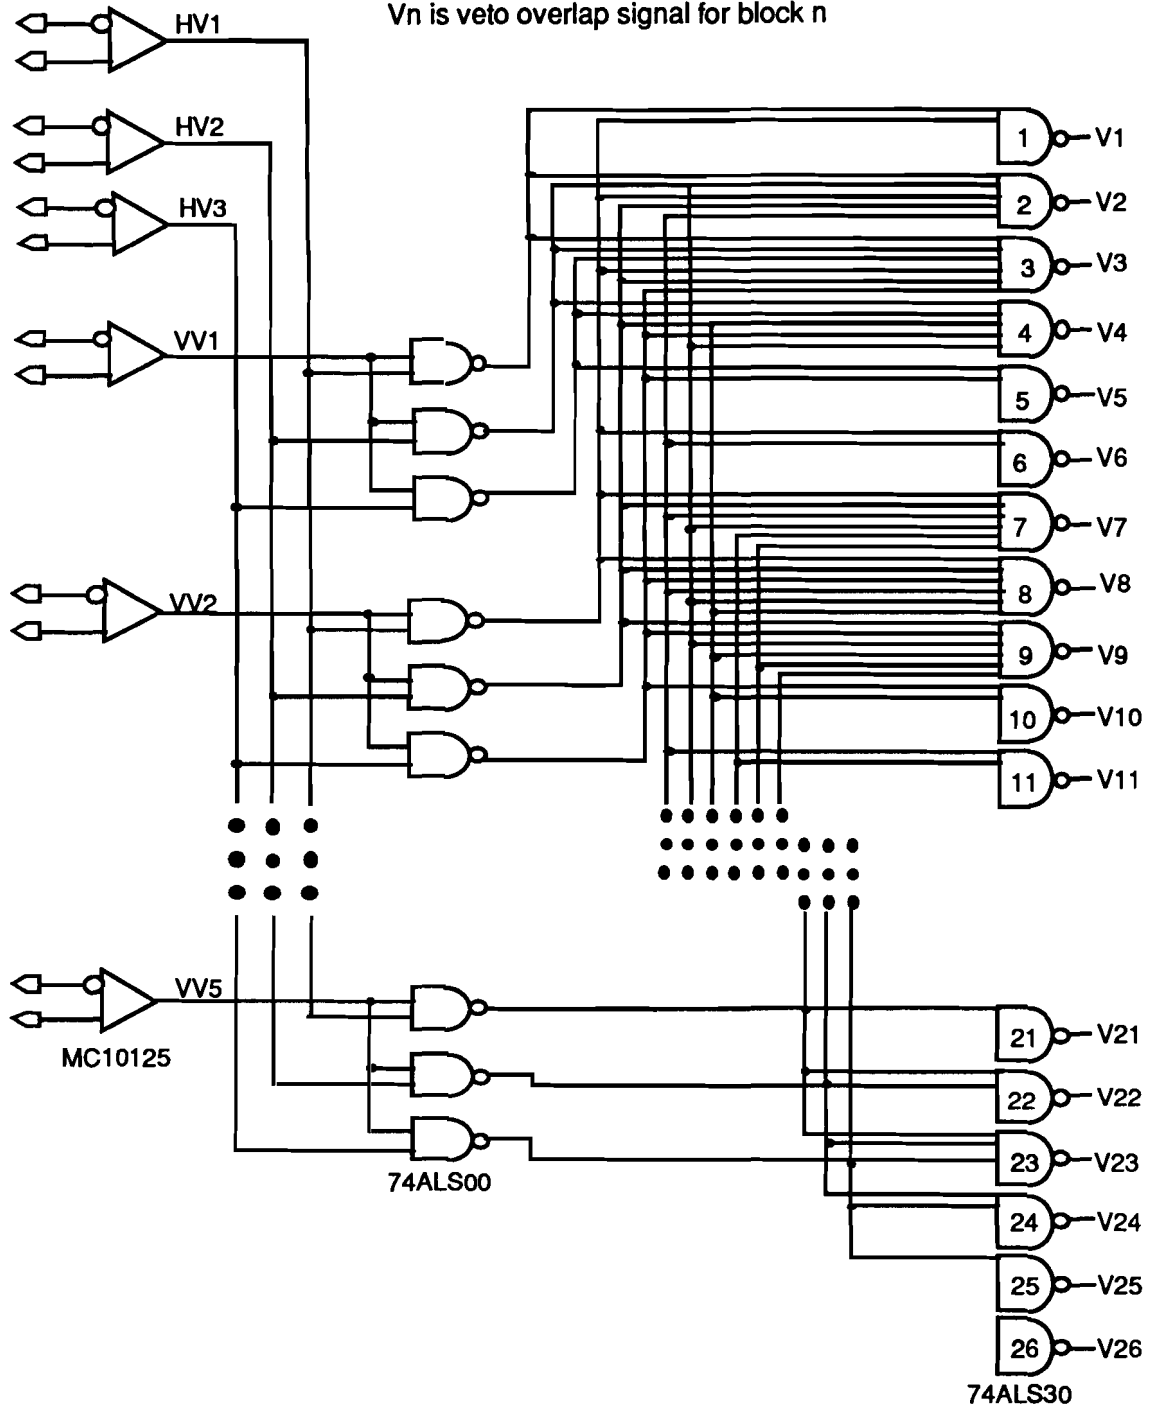 Vn is veto overlap signal for block n
HV1
HV2
HV3
VV1
VV2
VV5
MC10125
74ALS00
1 V1
2 V2
3 V3
4 V4
5 V5
6 V6
7 V7
8 V8
9 V9
10 V10
11 V11
21 V21
22 V22
23 V23
24 V24
25 V25
26 V26
74ALS30